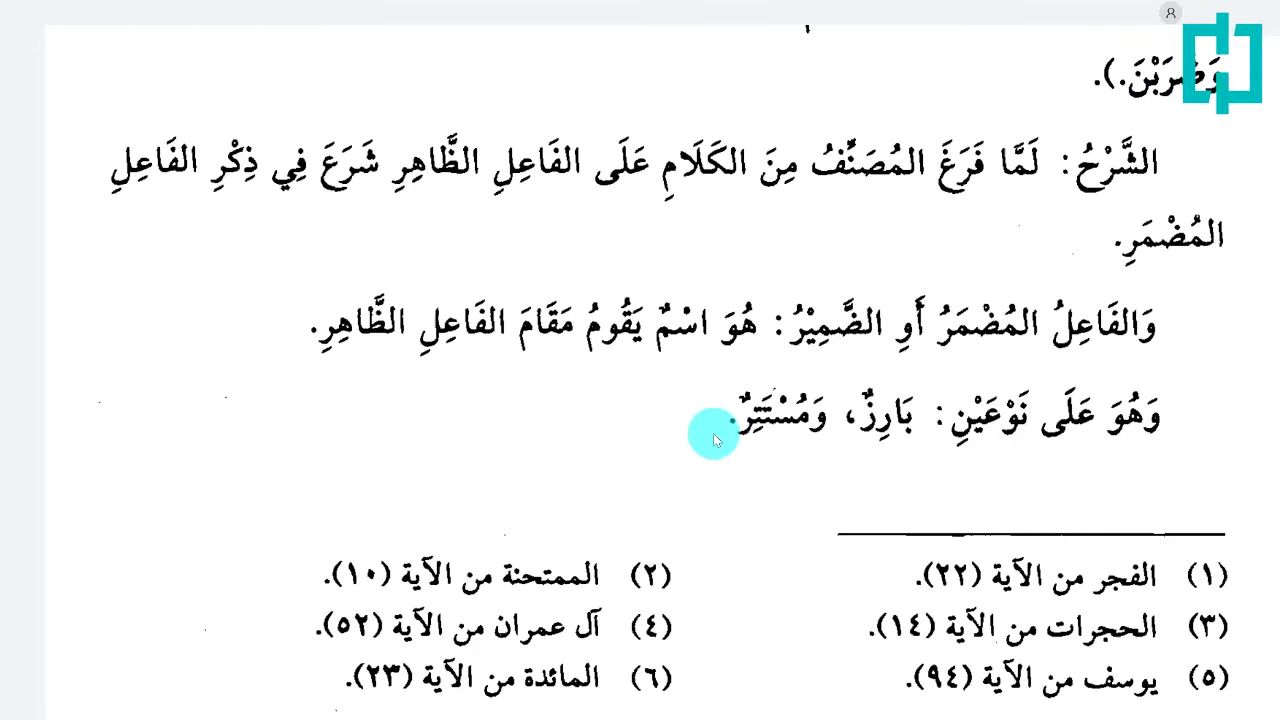 وَضَرَبْنَ.).
الشَّرْحُ: لَمَّا فَرَغَ المُصَنِّفُ مِنَ الكَلَامِ عَلَى الفَاعِلِ الظَّاهِرِ شَرَعَ فِي ذِكْرِ الفَاعِلِ
المُضْمَرِ.
وَالفَاعِلُ المُضْمَرُ أَوِ الضَّمِيْرُ: هُوَ اسْمٌ يَقُومُ مَقَامَ الفَاعِلِ الظَّاهِرِ.
وَهُوَ عَلَى نَوْعَيْنِ: بَارِزٌ، وَمُسْتَتِرٌ.
(١) الفجر من الآية (٢٢). (٢) الممتحنة من الآية (١٠).
(٣) الحجرات من الآية (١٤). (٤) آل عمران من الآية (٥٢).
(٥) يوسف من الآية (٩٤). (٦) المائدة من الآية (٢٣).